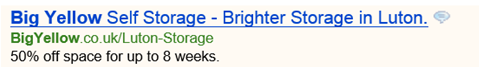 Big Yellow Self Storage - Brighter Storage in Luton.
BigYellow.co.uk/Luton-Storage
50% off space for up to 8 weeks.